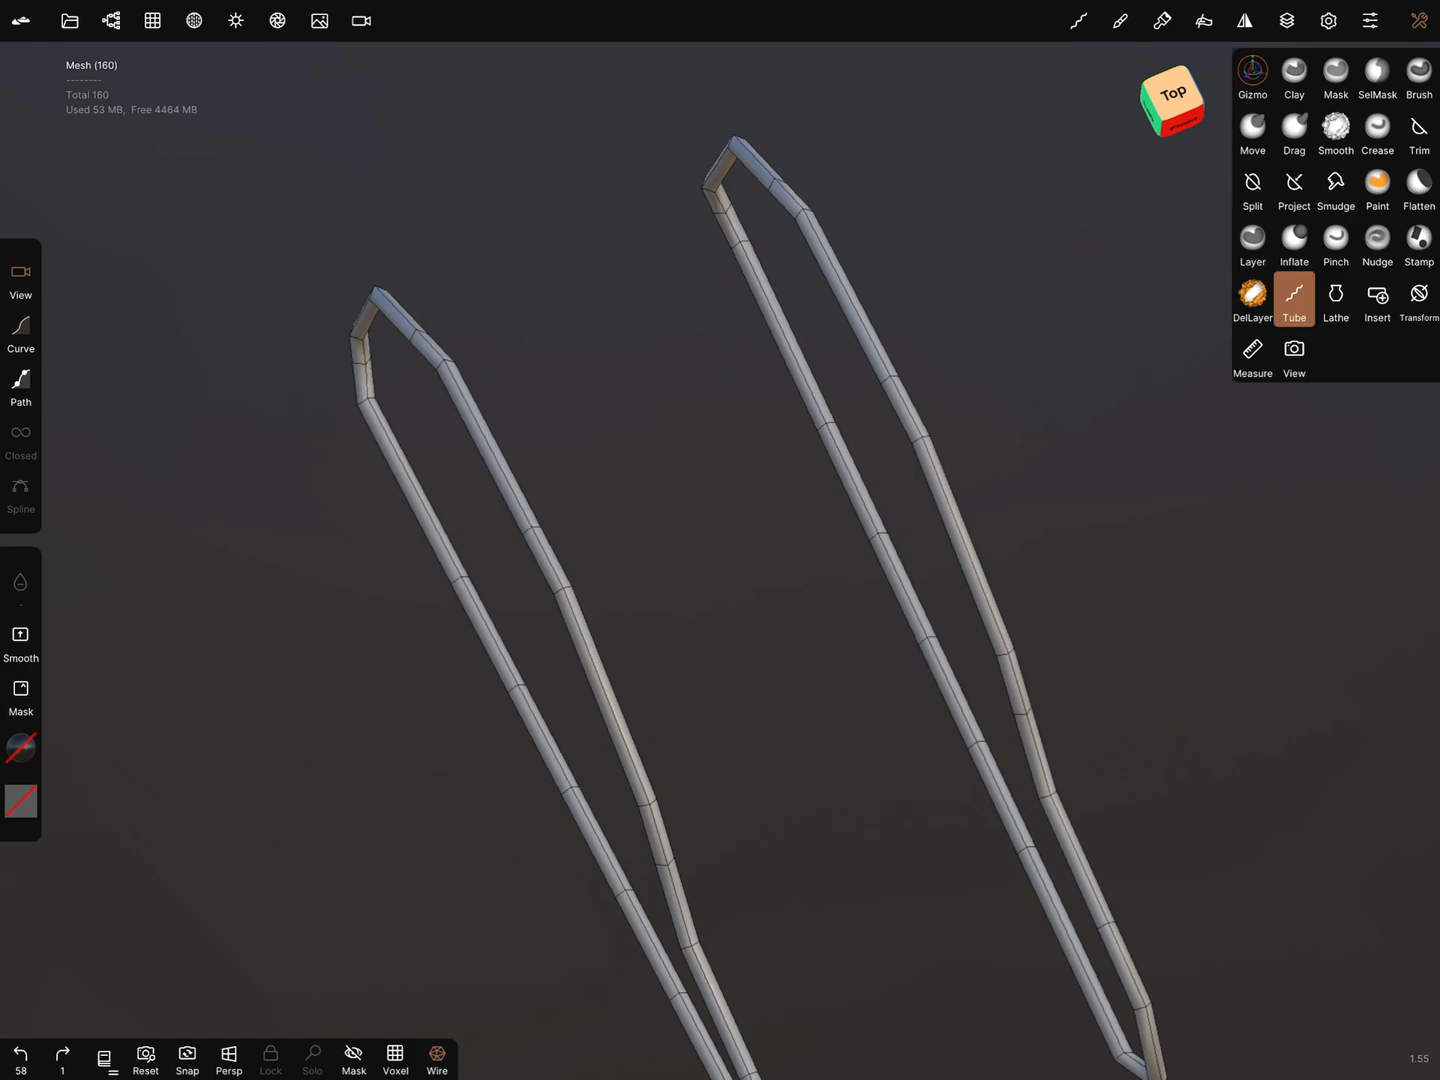 Mesh (160)
--------
Total 160
Used 53 MB,  Free 4464 MB
Top
Gizmo
Clay
Mask
SelMask
Brush
Move
Drag
Smooth
Crease
Trim
Split
Project
Smudge
Paint
Flatten
Layer
Inflate
Pinch
Nudge
Stamp
DelLayer
Tube
Lathe
Insert
Transform
Measure
View
View
Curve
Path
Closed
Spline
-
Smooth
Mask
58
1
Reset
Snap
Persp
Lock
Solo
Mask
Voxel
Wire
1.55